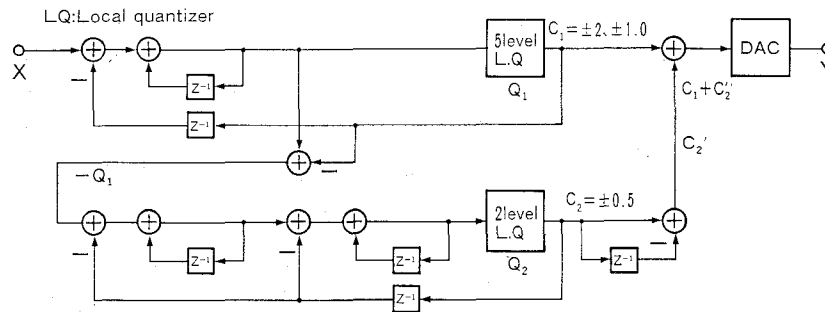 LQ:Local quantizer
X
−
Z⁻¹
Z⁻¹
5level
L.Q
Q₁
C₁=±2、±1.0
DAC
Y
C₁+C₂''
C₂'
−
−Q₁
−
Z⁻¹
−
Z⁻¹
2level
L.Q
Q₂
C₂=±0.5
Z⁻¹
−
Z⁻¹